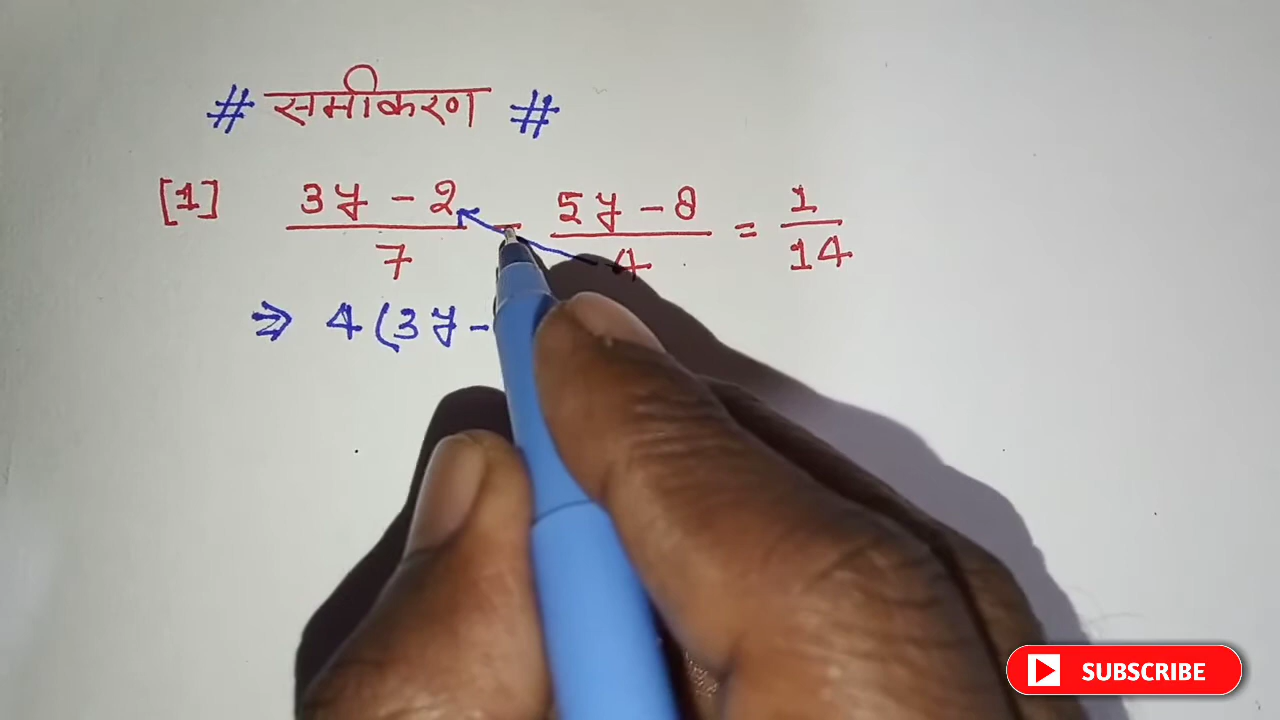 # समीकरण #
[1] (3y - 2)/7 - (5y - 8)/4 = 1/14
⇒ 4(3y -
SUBSCRIBE